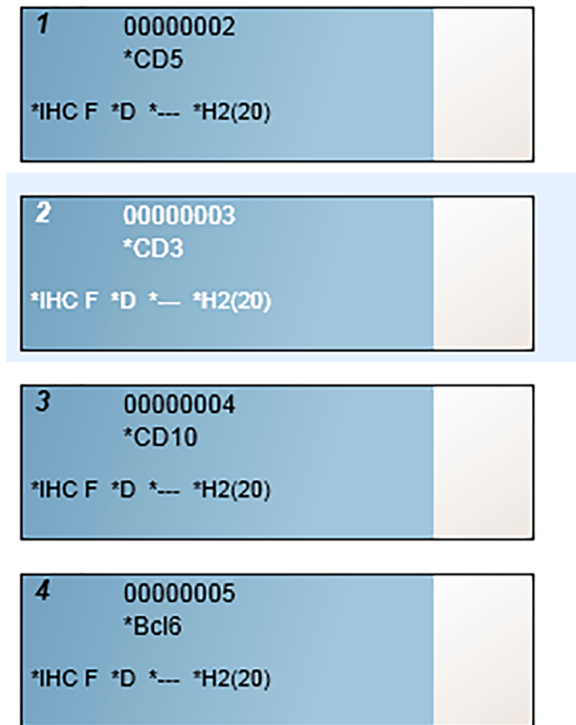 1 00000002
*CD5
*IHC F *D *--- *H2(20)
2 00000003
*CD3
*IHC F *D *--- *H2(20)
3 00000004
*CD10
*IHC F *D *--- *H2(20)
4 00000005
*Bcl6
*IHC F *D *--- *H2(20)